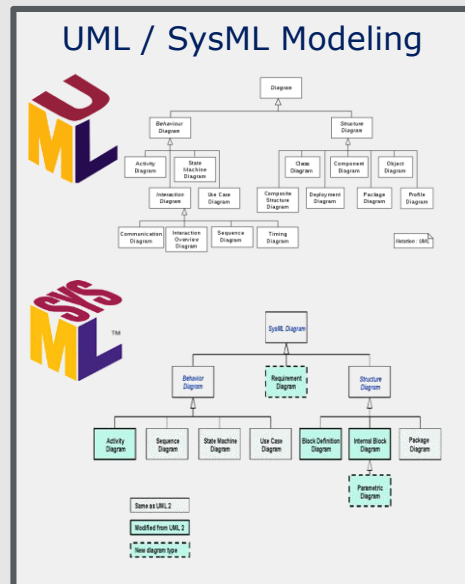 UML / SysML Modeling
UML
Diagram
Behaviour
Diagram
Structure
Diagram
Activity
Diagram
State
Machine
Diagram
Class
Diagram
Component
Diagram
Object
Diagram
Interaction
Diagram
Use Case
Diagram
Composite
Structure
Diagram
Deployment
Diagram
Package
Diagram
Profile
Diagram
Communication
Diagram
Interaction
Overview
Diagram
Sequence
Diagram
Timing
Diagram
Notation : UML
SYS
ML
TM
SysML Diagram
Behavior
Diagram
Requirement
Diagram
Structure
Diagram
Activity
Diagram
Sequence
Diagram
State Machine
Diagram
Use Case
Diagram
Block Definition
Diagram
Internal Block
Diagram
Package
Diagram
Parametric
Diagram
Same as UML 2
Modified from UML 2
New diagram type